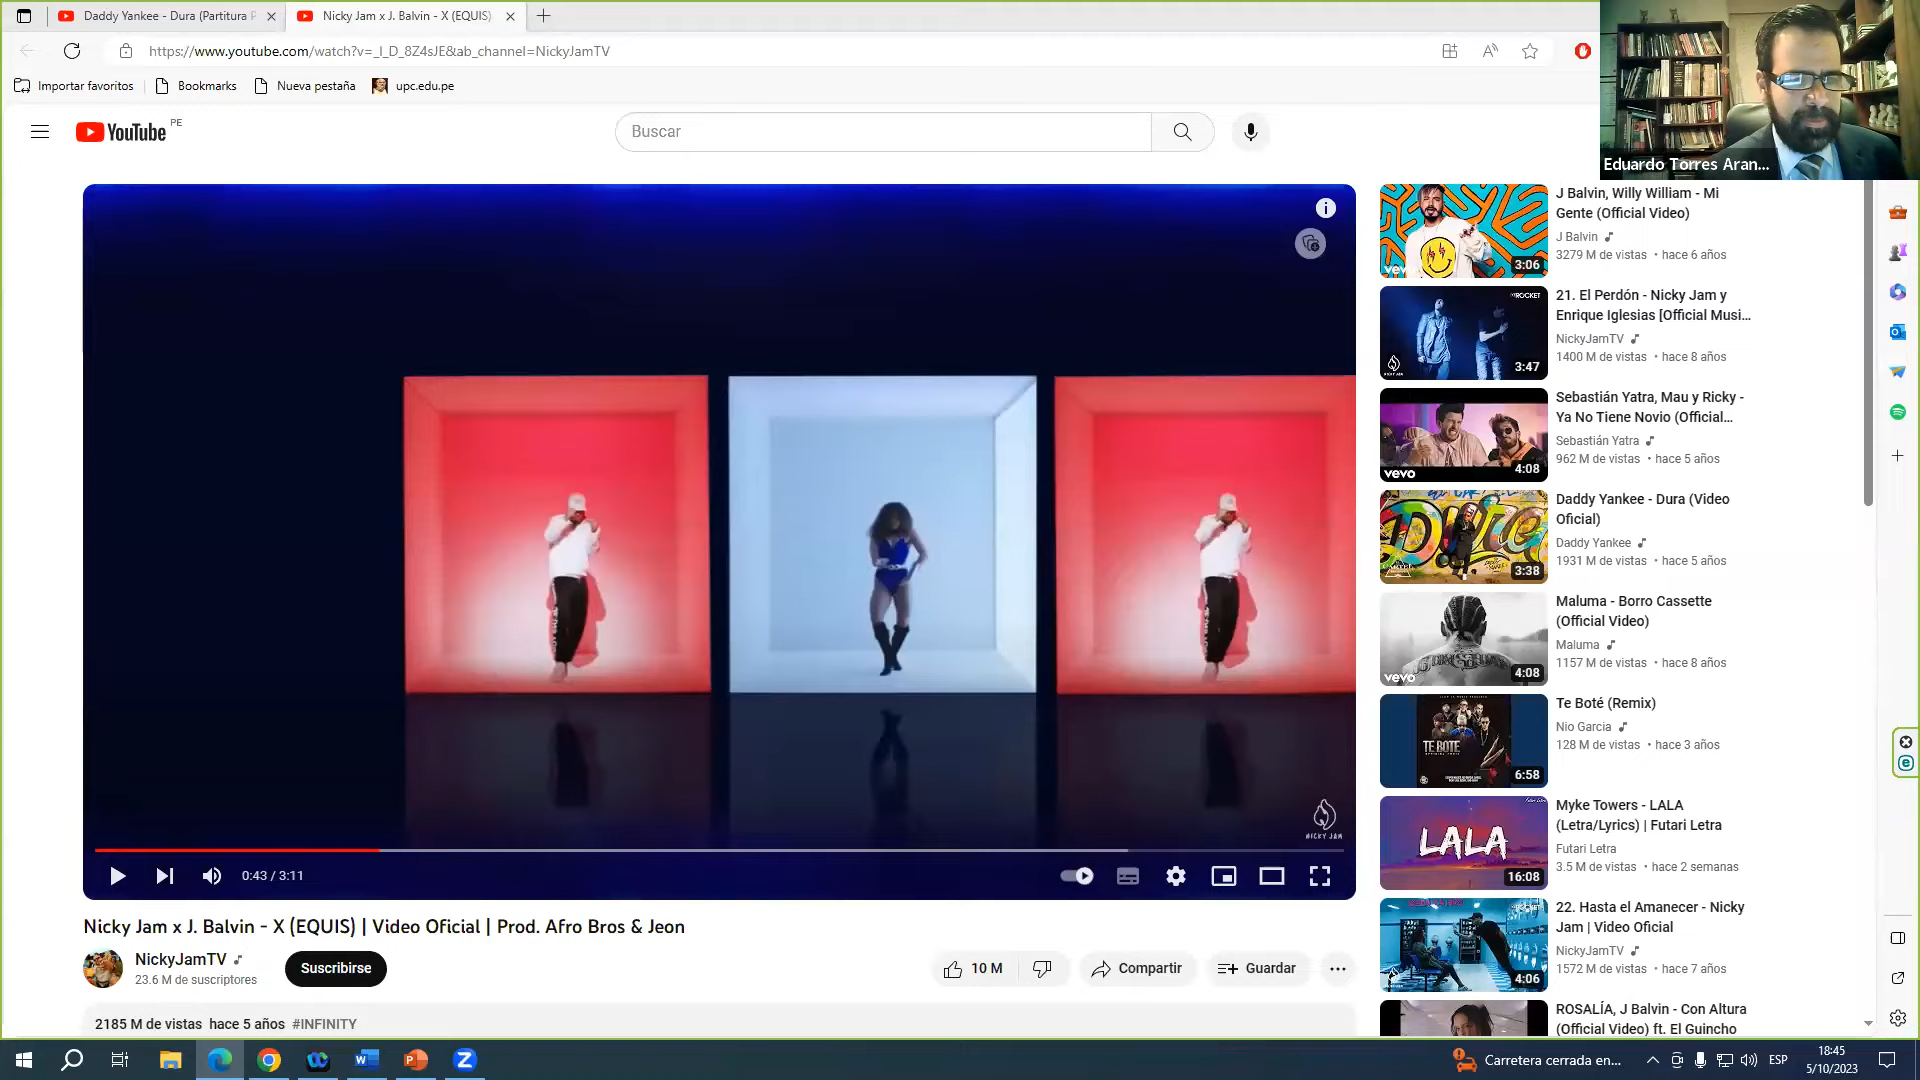 Daddy Yankee - Dura (Partitura P
Nicky Jam x J. Balvin - X (EQUIS)
https://www.youtube.com/watch?v=_I_D_8Z4sJE&ab_channel=NickyJamTV
Importar favoritos
Bookmarks
Nueva pestaña
upc.edu.pe
Eduardo Torres Aran...
YouTube PE
Buscar
NICKY JAM
0:43 / 3:11
Nicky Jam x J. Balvin - X (EQUIS) | Video Oficial | Prod. Afro Bros & Jeon
NickyJamTV
23.6 M de suscriptores
Suscribirse
10 M
Compartir
Guardar
2185 M de vistas hace 5 años #INFINITY
vevo
3:06
J Balvin, Willy William - Mi
Gente (Official Video)
J Balvin
3279 M de vistas • hace 6 años
3:47
21. El Perdón - Nicky Jam y
Enrique Iglesias [Official Musi...
NickyJamTV
1400 M de vistas • hace 8 años
vevo
4:08
Sebastián Yatra, Mau y Ricky -
Ya No Tiene Novio (Official...
Sebastián Yatra
962 M de vistas • hace 5 años
3:38
Daddy Yankee - Dura (Video
Oficial)
Daddy Yankee
1931 M de vistas • hace 5 años
vevo
4:08
Maluma - Borro Cassette
(Official Video)
Maluma
1157 M de vistas • hace 8 años
TE BOTE
6:58
Te Boté (Remix)
Nio Garcia
128 M de vistas • hace 3 años
LALA
16:08
Myke Towers - LALA
(Letra/Lyrics) | Futari Letra
Futari Letra
3.5 M de vistas • hace 2 semanas
4:06
22. Hasta el Amanecer - Nicky
Jam | Video Oficial
NickyJamTV
1572 M de vistas • hace 7 años
ROSALÍA, J Balvin - Con Altura
(Official Video) ft. El Guincho
Carretera cerrada en...
ESP
18:45
5/10/2023